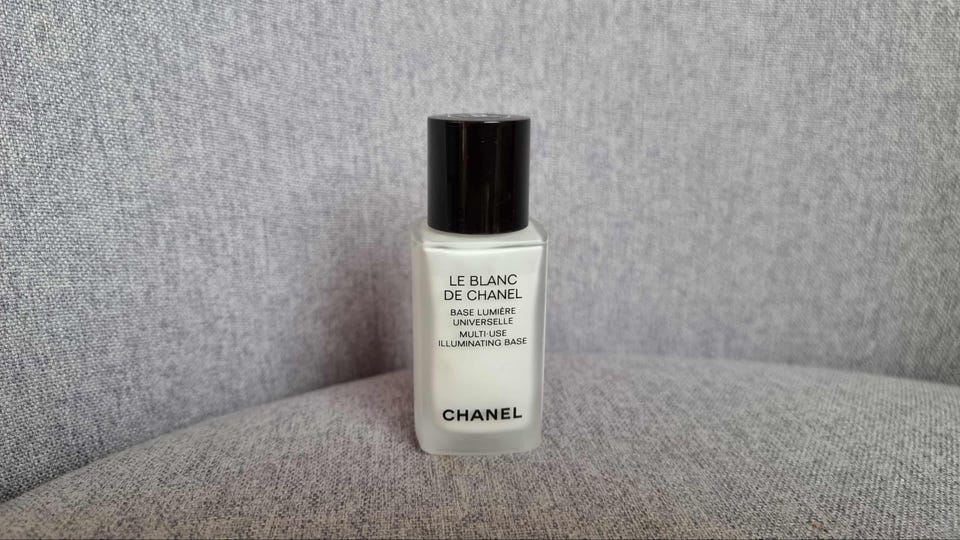 LE BLANC
DE CHANEL
BASE LUMIÈRE
UNIVERSELLE
MULTI-USE
ILLUMINATING BASE
CHANEL